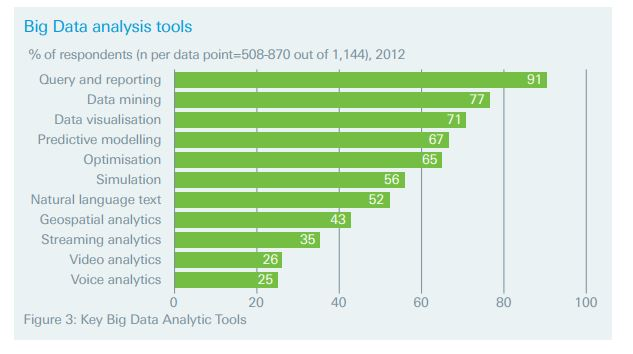 Big Data analysis tools
% of respondents (n per data point=508-870 out of 1,144), 2012
Query and reporting 91
Data mining 77
Data visualisation 71
Predictive modelling 67
Optimisation 65
Simulation 56
Natural language text 52
Geospatial analytics 43
Streaming analytics 35
Video analytics 26
Voice analytics 25
0 20 40 60 80 100
Figure 3: Key Big Data Analytic Tools